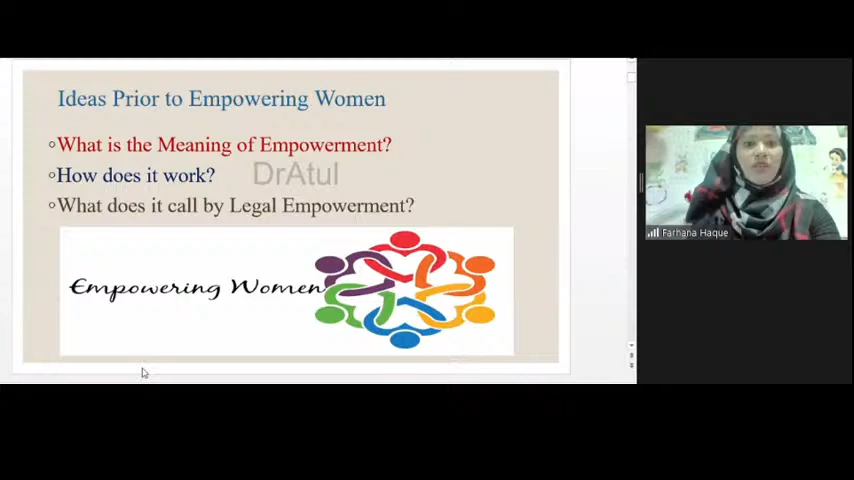 Ideas Prior to Empowering Women
◦What is the Meaning of Empowerment?
◦How does it work?
DrAtul
◦What does it call by Legal Empowerment?
Empowering Women
Farhana Haque